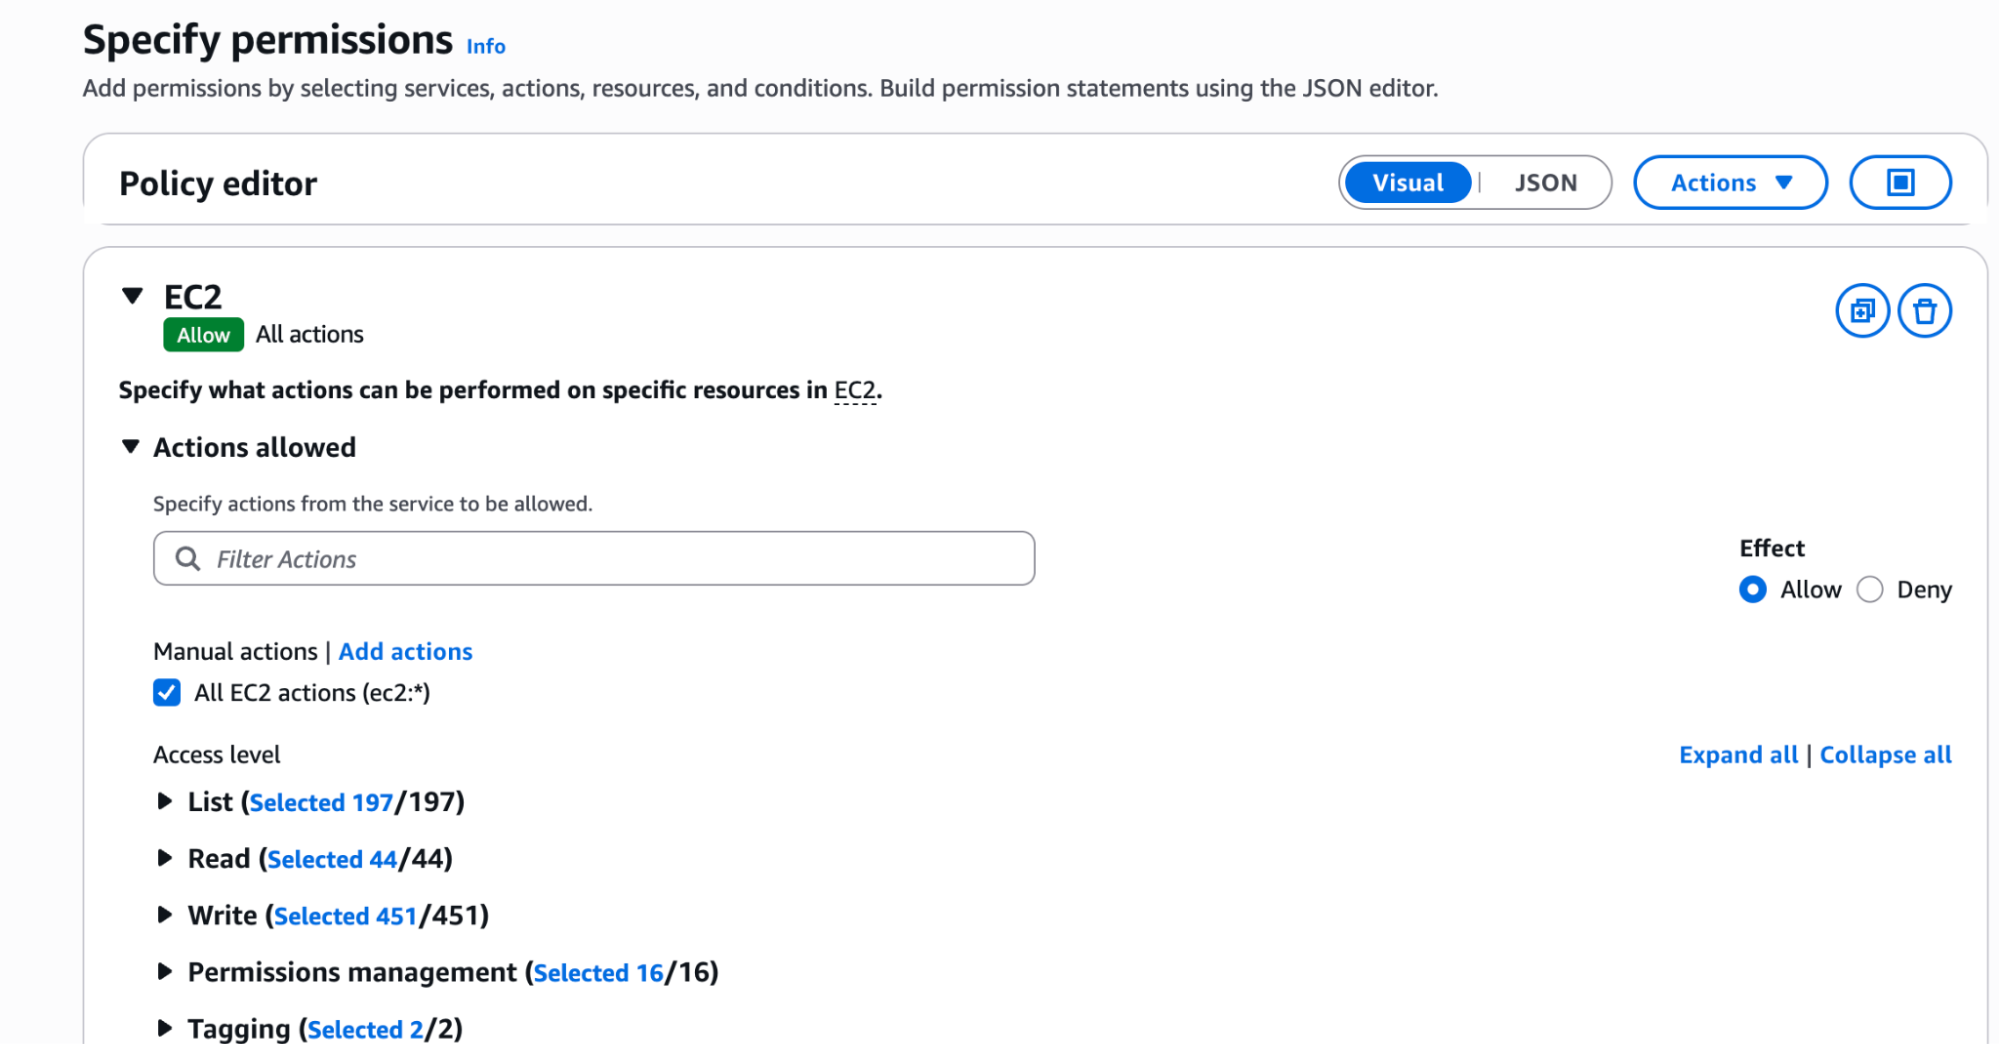 Specify permissions Info
Add permissions by selecting services, actions, resources, and conditions. Build permission statements using the JSON editor.
Policy editor
Visual | JSON
Actions
EC2
Allow All actions
Specify what actions can be performed on specific resources in EC2.
Actions allowed
Specify actions from the service to be allowed.
Filter Actions
Effect
Allow Deny
Manual actions | Add actions
All EC2 actions (ec2:*)
Access level
Expand all | Collapse all
List (Selected 197/197)
Read (Selected 44/44)
Write (Selected 451/451)
Permissions management (Selected 16/16)
Tagging (Selected 2/2)